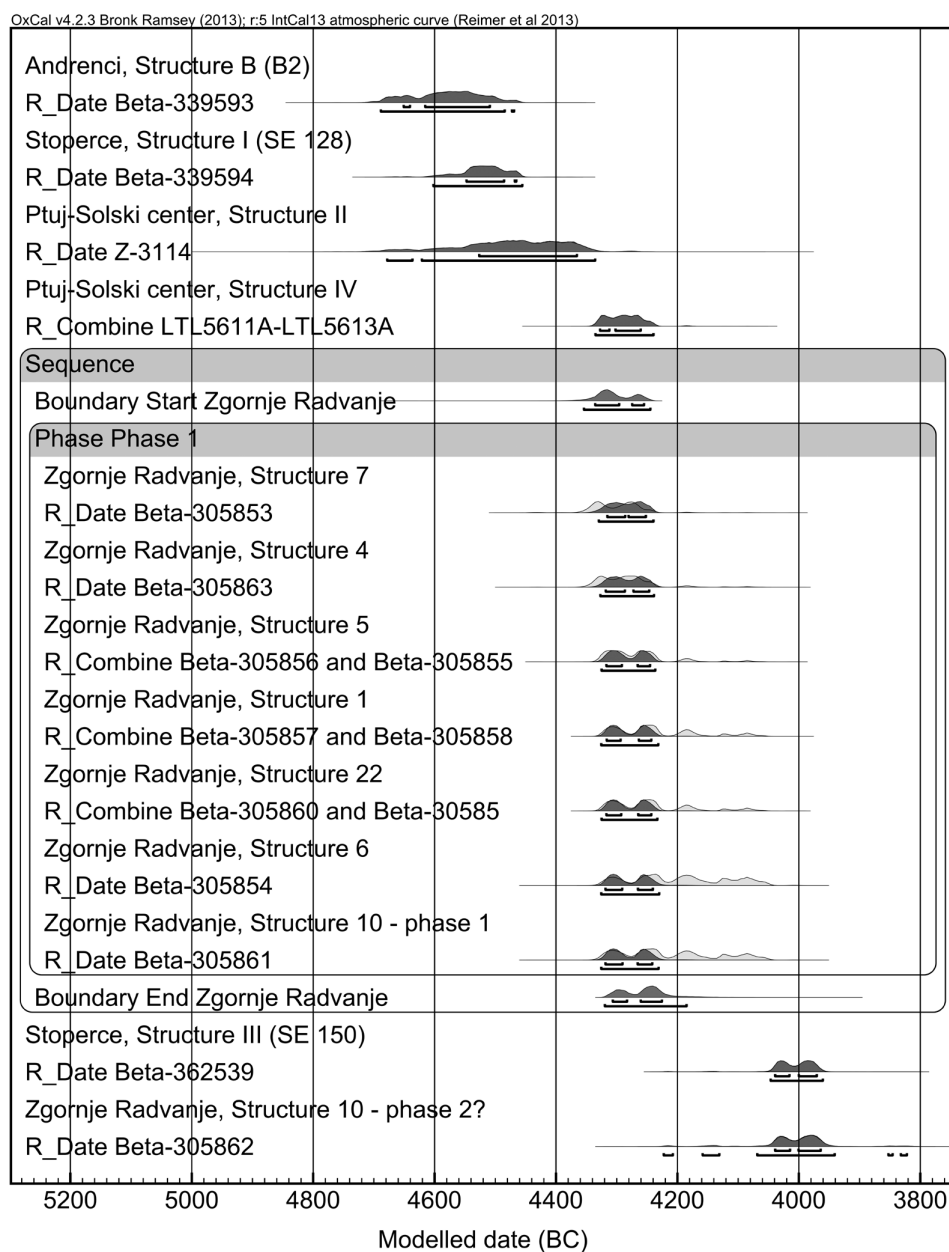 OxCal v4.2.3 Bronk Ramsey (2013); r:5 IntCal13 atmospheric curve (Reimer et al 2013)
Andrenci, Structure B (B2)
R_Date Beta-339593
Stoperce, Structure I (SE 128)
R_Date Beta-339594
Ptuj-Solski center, Structure II
R_Date Z-3114
Ptuj-Solski center, Structure IV
R_Combine LTL5611A-LTL5613A
Sequence
Boundary Start Zgornje Radvanje
Phase Phase 1
Zgornje Radvanje, Structure 7
R_Date Beta-305853
Zgornje Radvanje, Structure 4
R_Date Beta-305863
Zgornje Radvanje, Structure 5
R_Combine Beta-305856 and Beta-305855
Zgornje Radvanje, Structure 1
R_Combine Beta-305857 and Beta-305858
Zgornje Radvanje, Structure 22
R_Combine Beta-305860 and Beta-30585
Zgornje Radvanje, Structure 6
R_Date Beta-305854
Zgornje Radvanje, Structure 10 - phase 1
R_Date Beta-305861
Boundary End Zgornje Radvanje
Stoperce, Structure III (SE 150)
R_Date Beta-362539
Zgornje Radvanje, Structure 10 - phase 2?
R_Date Beta-305862
5200 5000 4800 4600 4400 4200 4000 3800
Modelled date (BC)